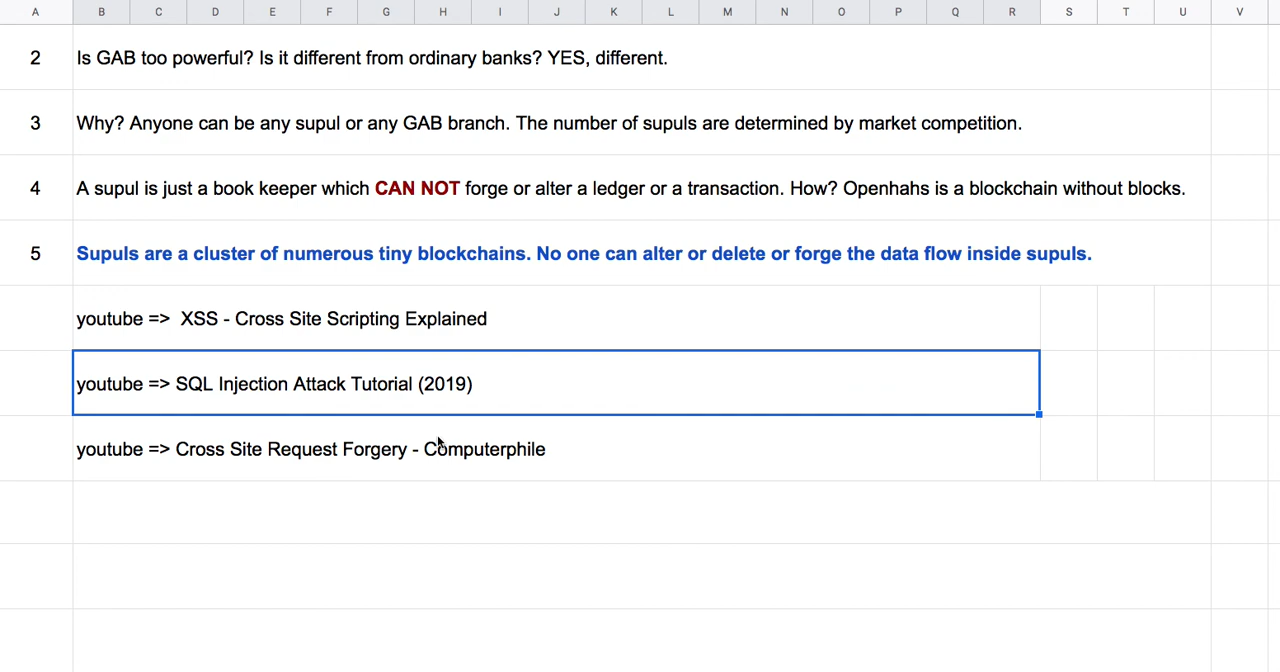 A B C D E F G H I J K L M N O P Q R S T U V
2 Is GAB too powerful? Is it different from ordinary banks? YES, different.
3 Why? Anyone can be any supul or any GAB branch. The number of supuls are determined by market competition.
4 A supul is just a book keeper which CAN NOT forge or alter a ledger or a transaction. How? Openhahs is a blockchain without blocks.
5 Supuls are a cluster of numerous tiny blockchains. No one can alter or delete or forge the data flow inside supuls.
youtube => XSS - Cross Site Scripting Explained
youtube => SQL Injection Attack Tutorial (2019)
youtube => Cross Site Request Forgery - Computerphile